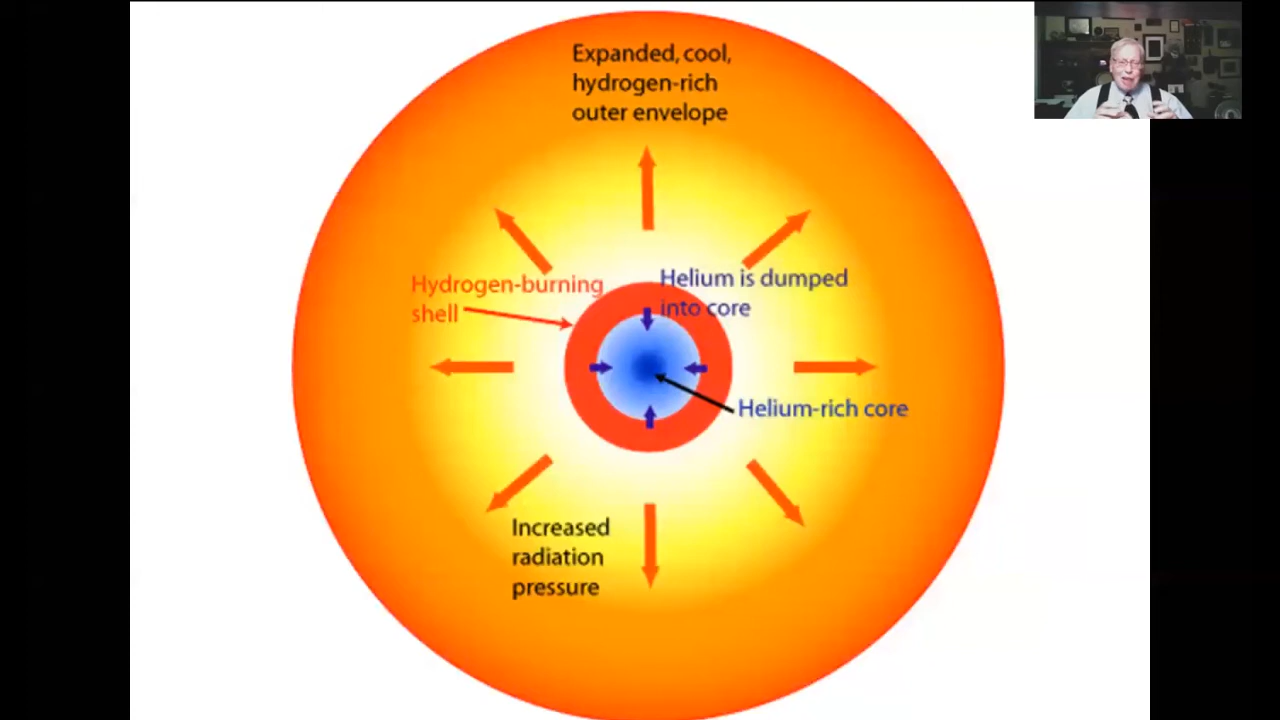 Expanded, cool,
hydrogen-rich
outer envelope
Hydrogen-burning
shell
Helium is dumped
into core
Helium-rich core
Increased
radiation
pressure